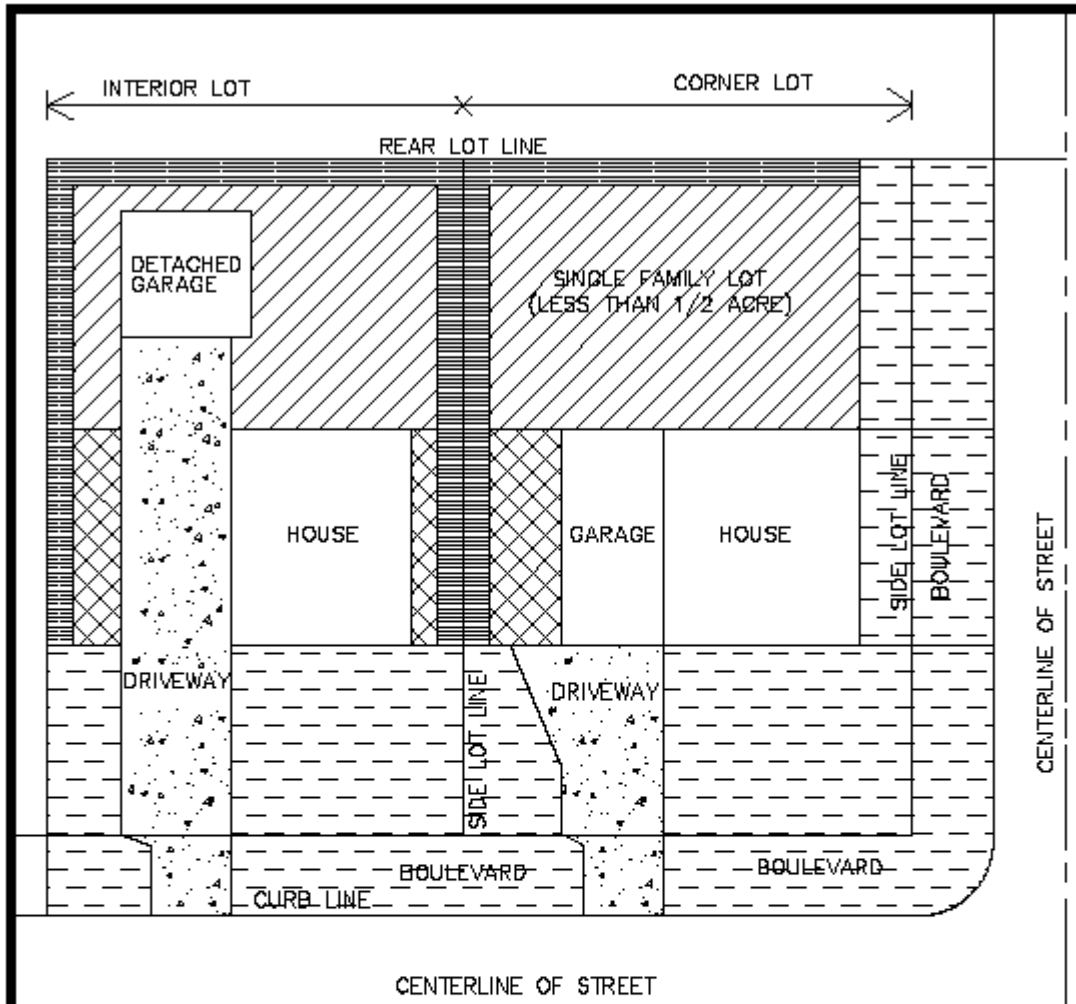 INTERIOR LOT
CORNER LOT
REAR LOT LINE
DETACHED
GARAGE
SINGLE FAMILY LOT
(LESS THAN 1/2 ACRE)
HOUSE
GARAGE
HOUSE
SIDE LOT LINE
BOULEVARD
CENTERLINE OF STREET
DRIVEWAY
SIDE LOT LINE
DRIVEWAY
BOULEVARD
BOULEVARD
CURB LINE
CENTERLINE OF STREET